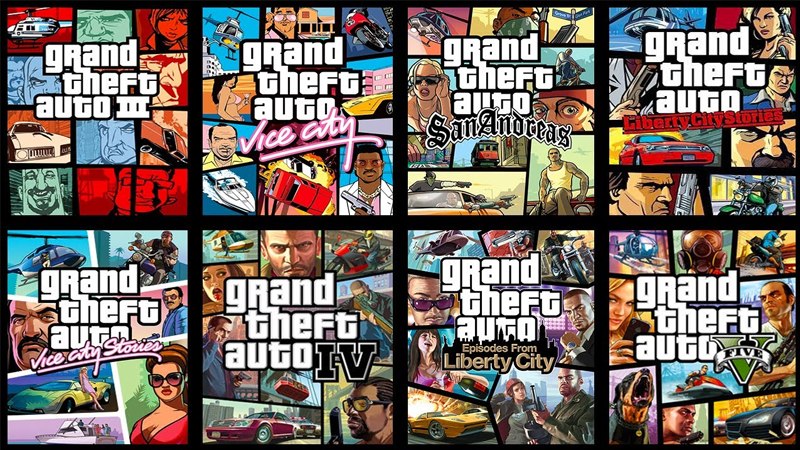 grand
theft
auto III
grand
theft
auto
Vice City
grand
theft
auto
San Andreas
grand
theft
auto
Liberty City Stories
grand
theft
auto
Vice City Stories
grand
theft
auto IV
grand
theft
auto
Episodes From
Liberty City
grand
theft
auto V
FIVE